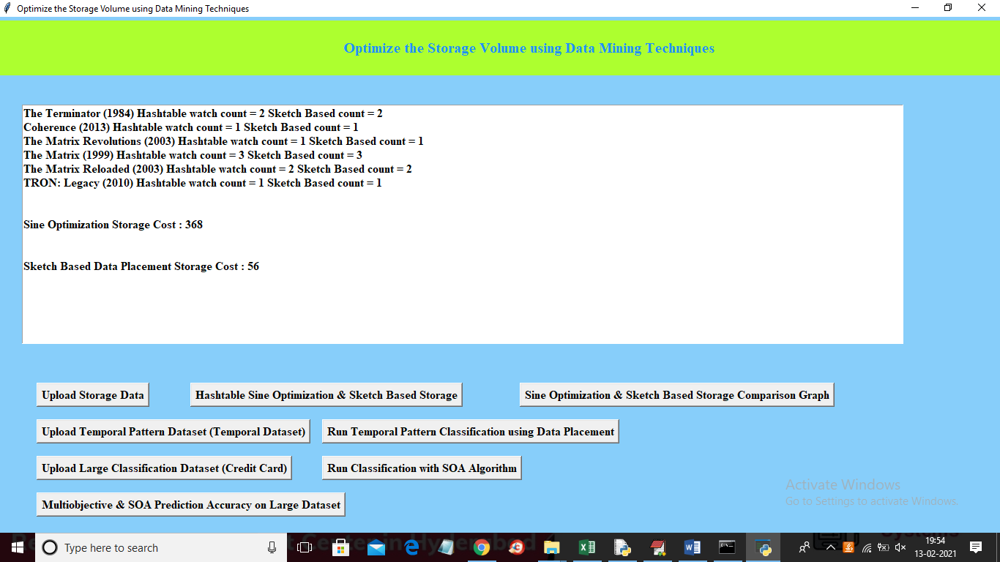 Optimize the Storage Volume using Data Mining Techniques
Optimize the Storage Volume using Data Mining Techniques
The Terminator (1984) Hashtable watch count = 2 Sketch Based count = 2
Coherence (2013) Hashtable watch count = 1 Sketch Based count = 1
The Matrix Revolutions (2003) Hashtable watch count = 1 Sketch Based count = 1
The Matrix (1999) Hashtable watch count = 3 Sketch Based count = 3
The Matrix Reloaded (2003) Hashtable watch count = 2 Sketch Based count = 2
TRON: Legacy (2010) Hashtable watch count = 1 Sketch Based count = 1
Sine Optimization Storage Cost : 368
Sketch Based Data Placement Storage Cost : 56
Upload Storage Data Hashtable Sine Optimization & Sketch Based Storage Sine Optimization & Sketch Based Storage Comparison Graph
Upload Temporal Pattern Dataset (Temporal Dataset) Run Temporal Pattern Classification using Data Placement
Upload Large Classification Dataset (Credit Card) Run Classification with SOA Algorithm
Multiobjective & SOA Prediction Accuracy on Large Dataset
Activate Windows
Go to Settings to activate Windows.
Type here to search
Systems
19:54
13-02-2021